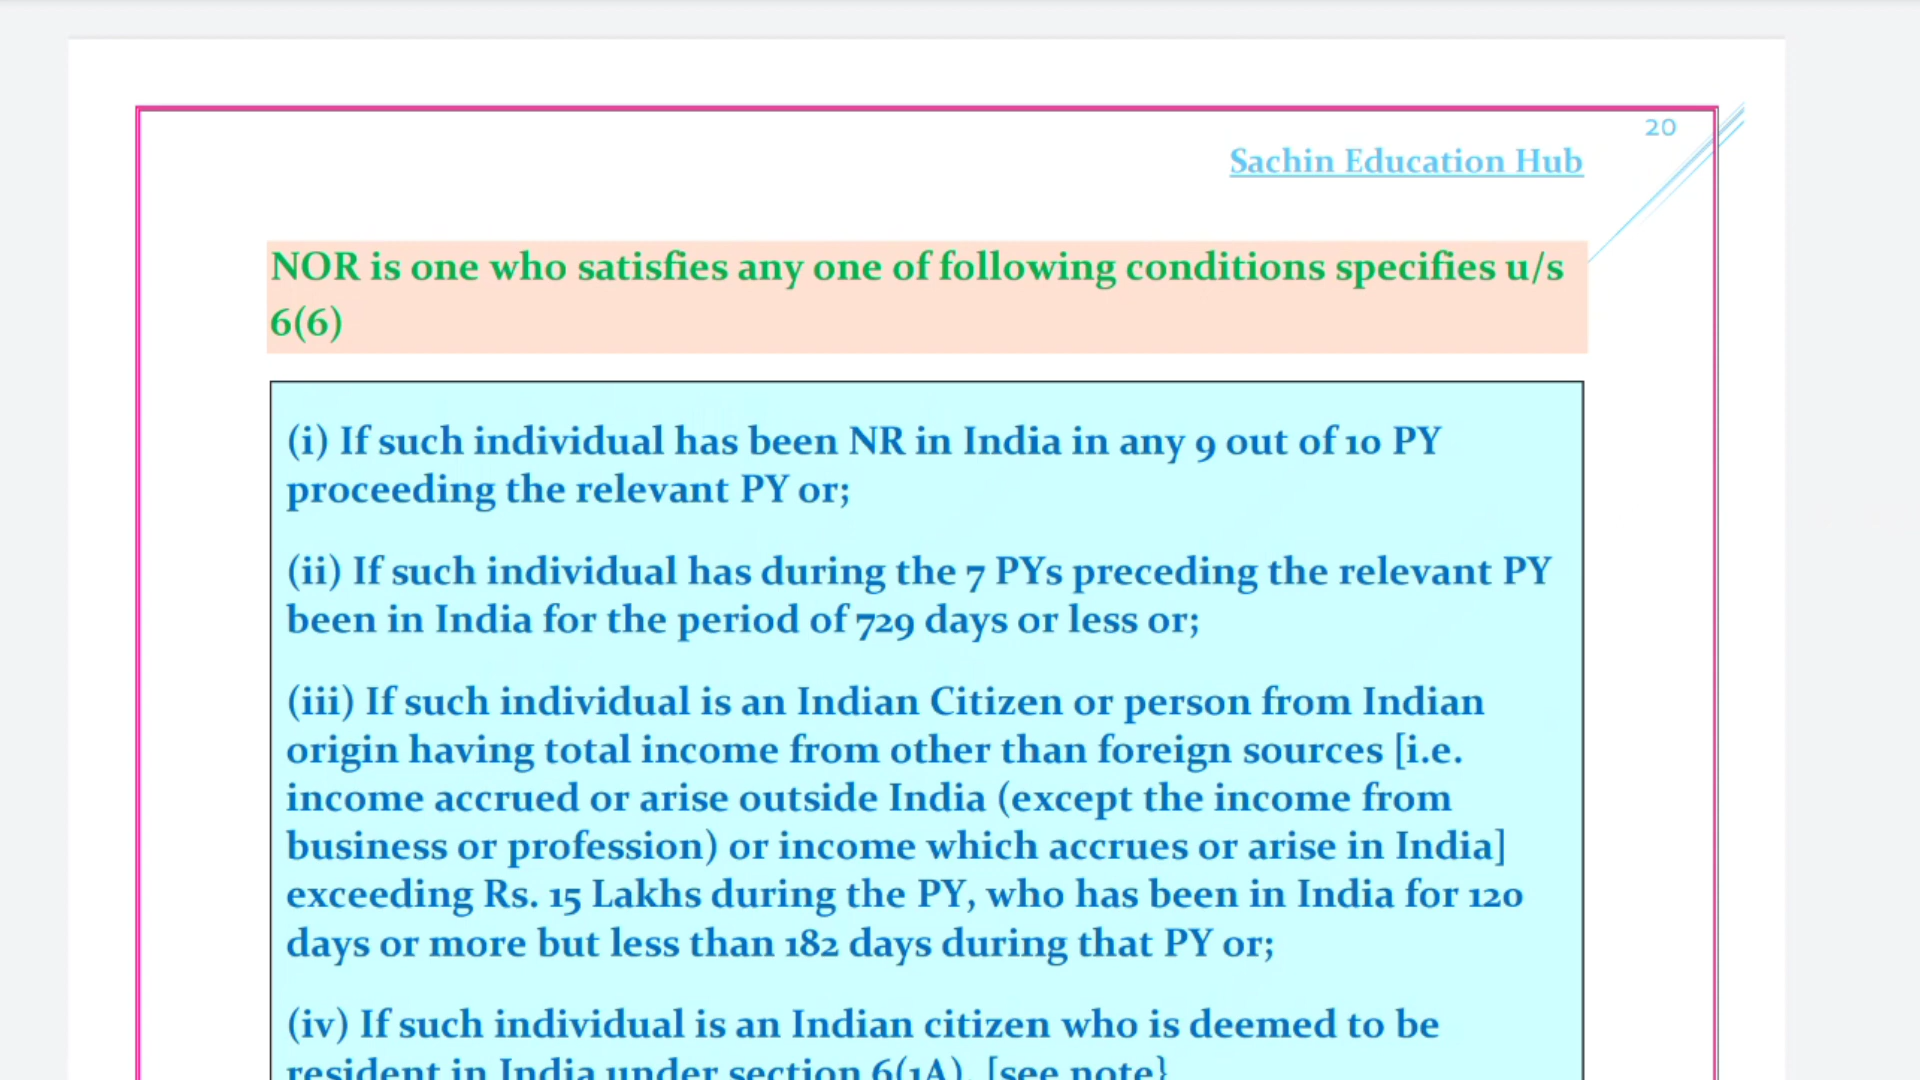 20
Sachin Education Hub
NOR is one who satisfies any one of following conditions specifies u/s
6(6)
(i) If such individual has been NR in India in any 9 out of 10 PY
proceeding the relevant PY or;
(ii) If such individual has during the 7 PYs preceding the relevant PY
been in India for the period of 729 days or less or;
(iii) If such individual is an Indian Citizen or person from Indian
origin having total income from other than foreign sources [i.e.
income accrued or arise outside India (except the income from
business or profession) or income which accrues or arise in India]
exceeding Rs. 15 Lakhs during the PY, who has been in India for 120
days or more but less than 182 days during that PY or;
(iv) If such individual is an Indian citizen who is deemed to be
resident in India under section 6(1A). [see note}